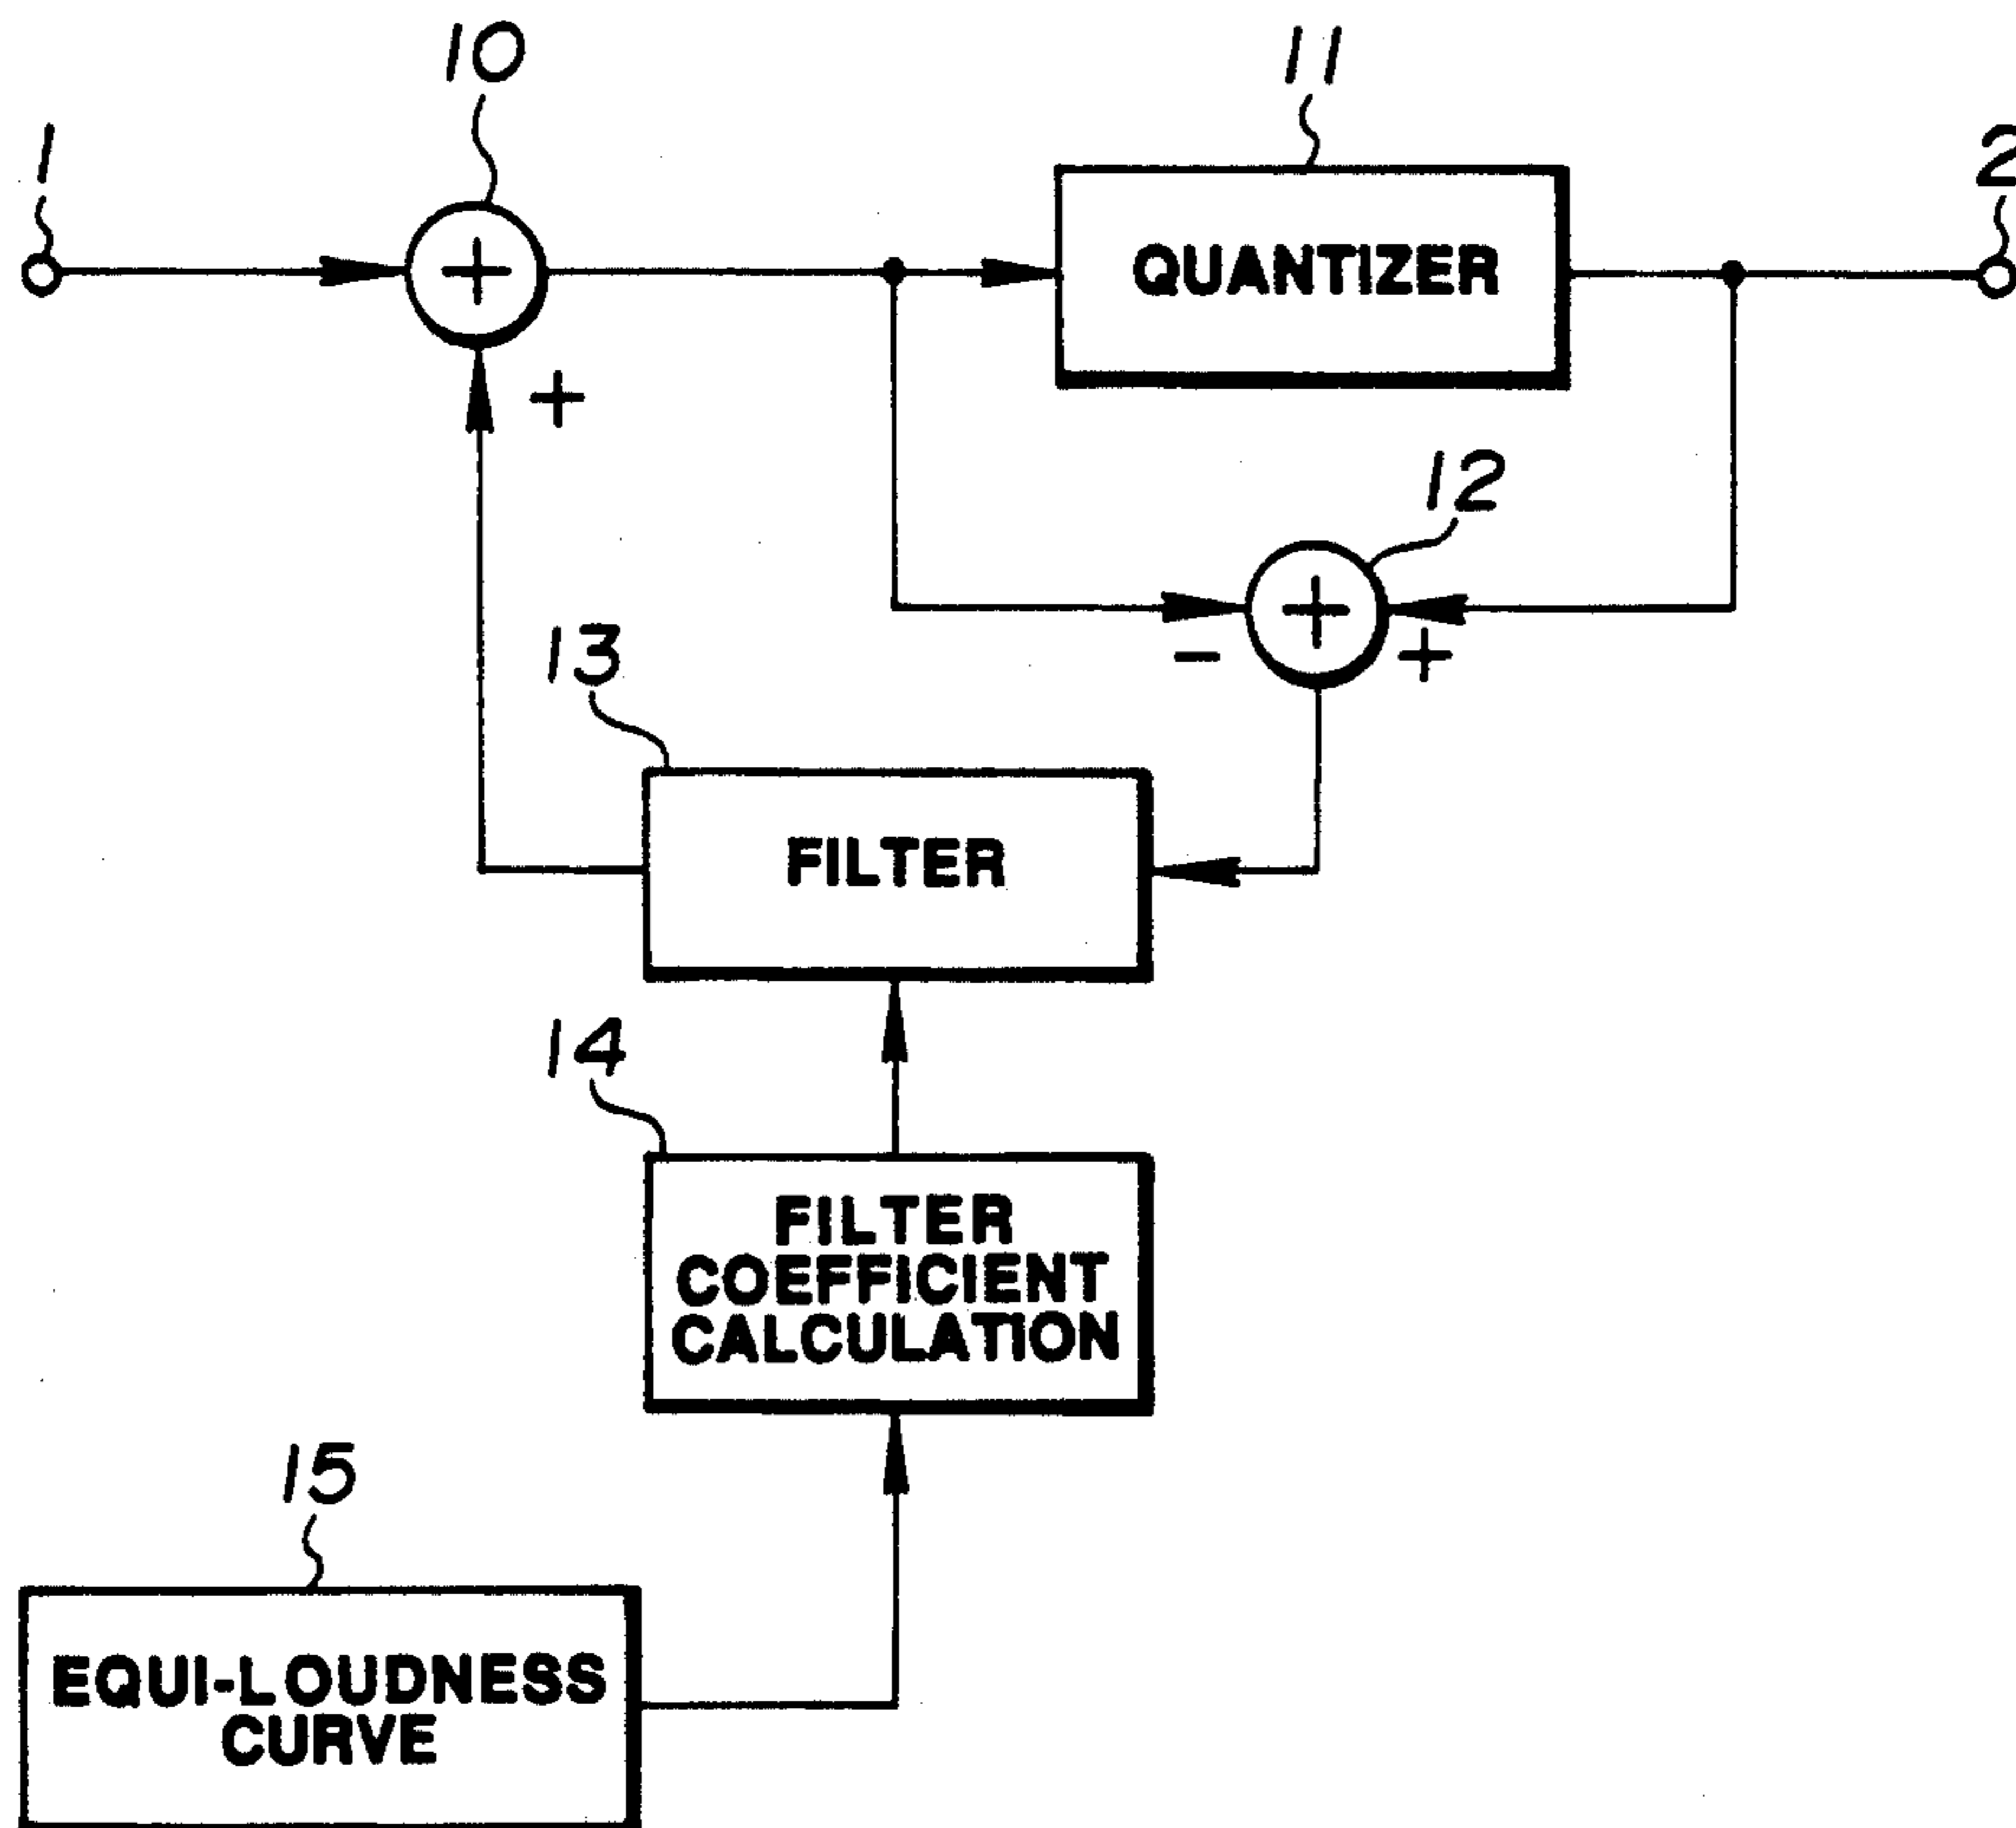 10
11
1
2
QUANTIZER
+
12
- +
13
FILTER
14
FILTER
COEFFICIENT
CALCULATION
15
EQUI-LOUDNESS
CURVE